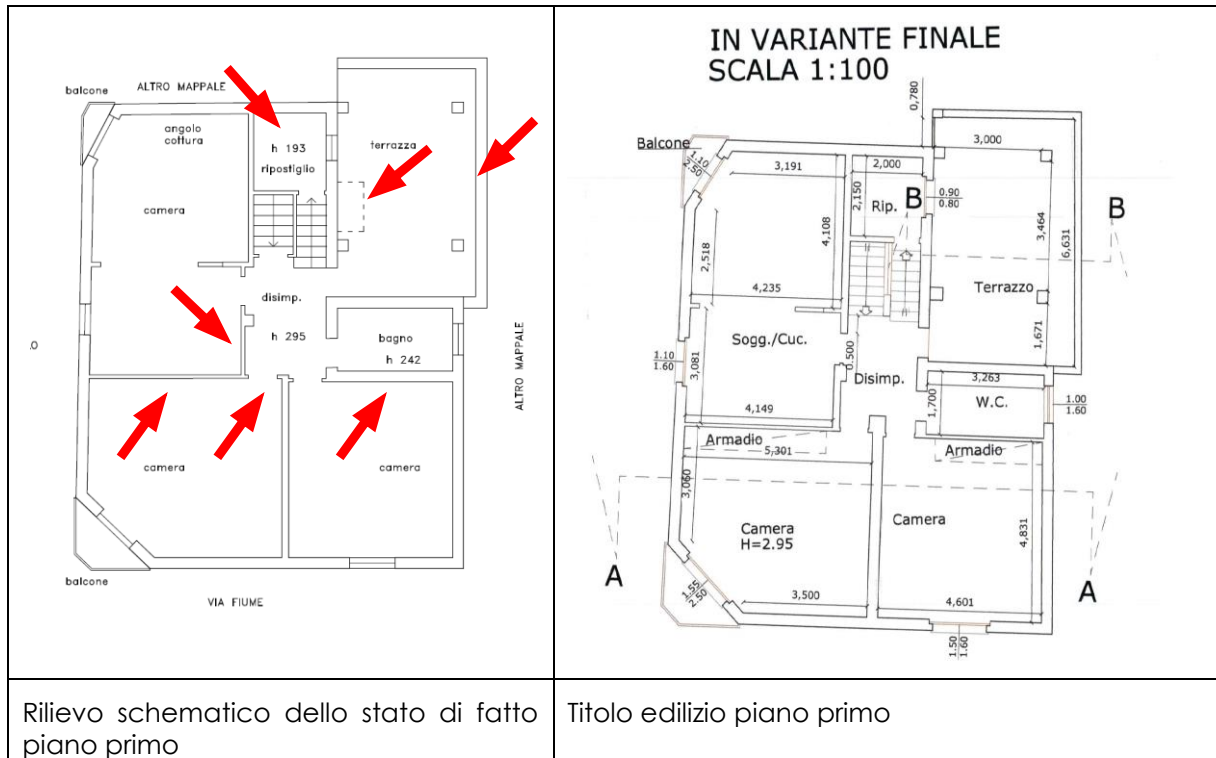 ALTRO MAPPALE
balcone
angolo
cottura
h 193
ripostiglio
terrazza
camera
disimp.
h 295
bagno
h 242
ALTRO MAPPALE
camera
camera
balcone
VIA FIUME
.o
IN VARIANTE FINALE
SCALA 1:100
0,780
Balcone
1.10
2.50
3,191
2,000
3,000
2,150
Rip.
B
0.90
0.80
B
4,108
3,464
6,631
2,518
4,235
Terrazzo
Sogg./Cuc.
0.500
1,671
1.10
1.60
3,081
Disimp.
3,263
1,700
W.C.
1.00
1.60
4,149
Armadio
5,301
Armadio
3,060
Camera
H=2.95
Camera
4,831
A
A
1.55
2.50
3,500
4,601
1.50
1.60
Rilievo schematico dello stato di fatto
piano primo
Titolo edilizio piano primo